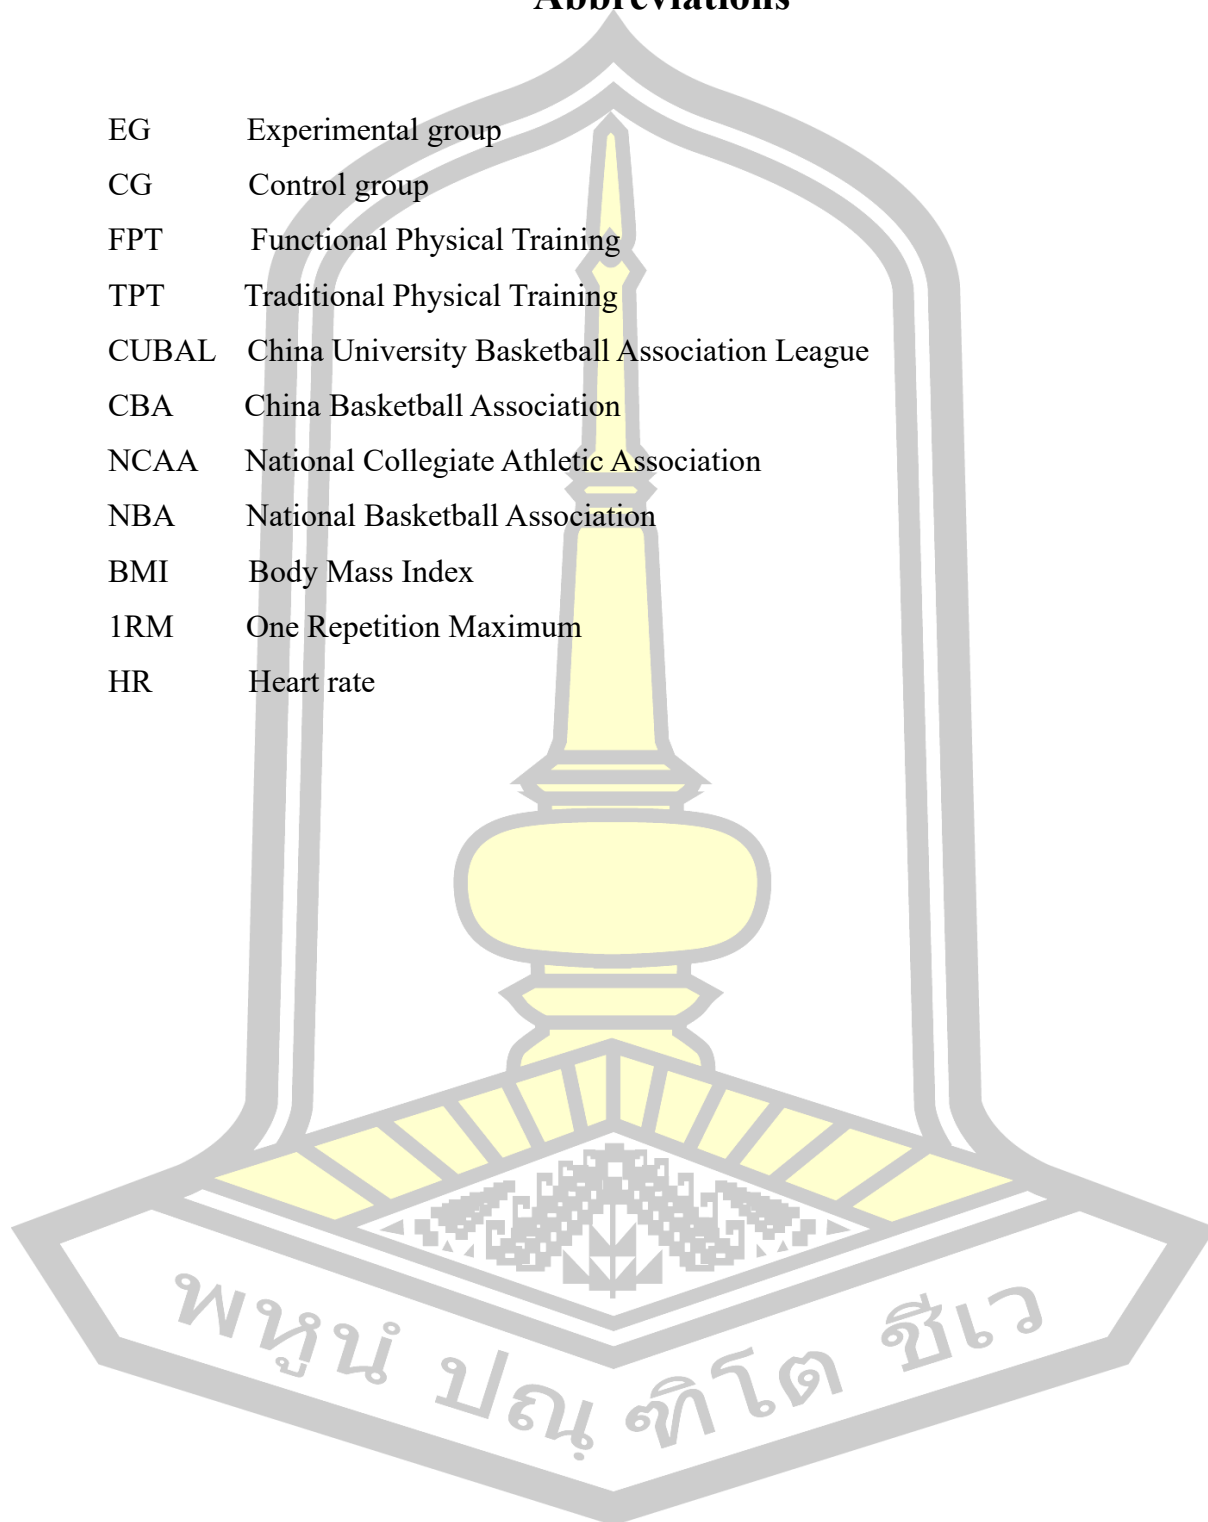 Abbreviations
EG Experimental group
CG Control group
FPT Functional Physical Training
TPT Traditional Physical Training
CUBAL China University Basketball Association League
CBA China Basketball Association
NCAA National Collegiate Athletic Association
NBA National Basketball Association
BMI Body Mass Index
1RM One Repetition Maximum
HR Heart rate
พหูนํ ปณฺฑิโต ชีเว